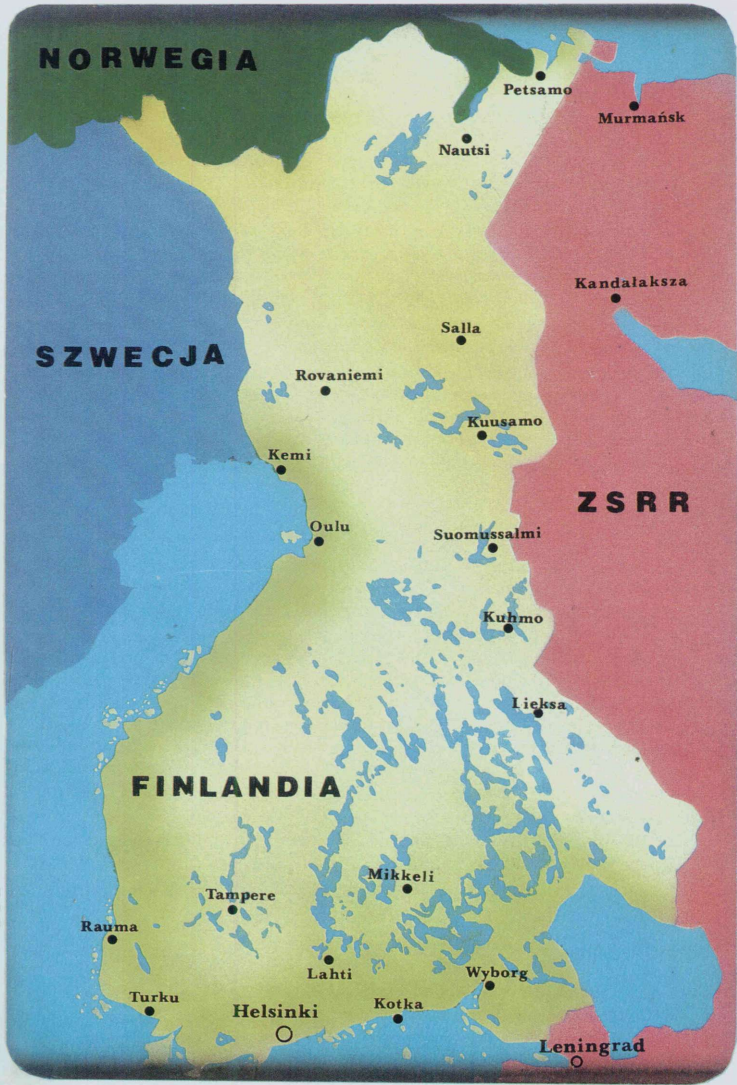 NORWEGIA
Petsamo
Murmańsk
Nautsi
Kandałaksza
Salla
SZWECJA
Rovaniemi
Kuusamo
Kemi
ZSRR
Oulu
Suomussalmi
Kuhmo
Lieksa
FINLANDIA
Mikkeli
Tampere
Rauma
Lahti
Wyborg
Turku
Helsinki
Kotka
Leningrad